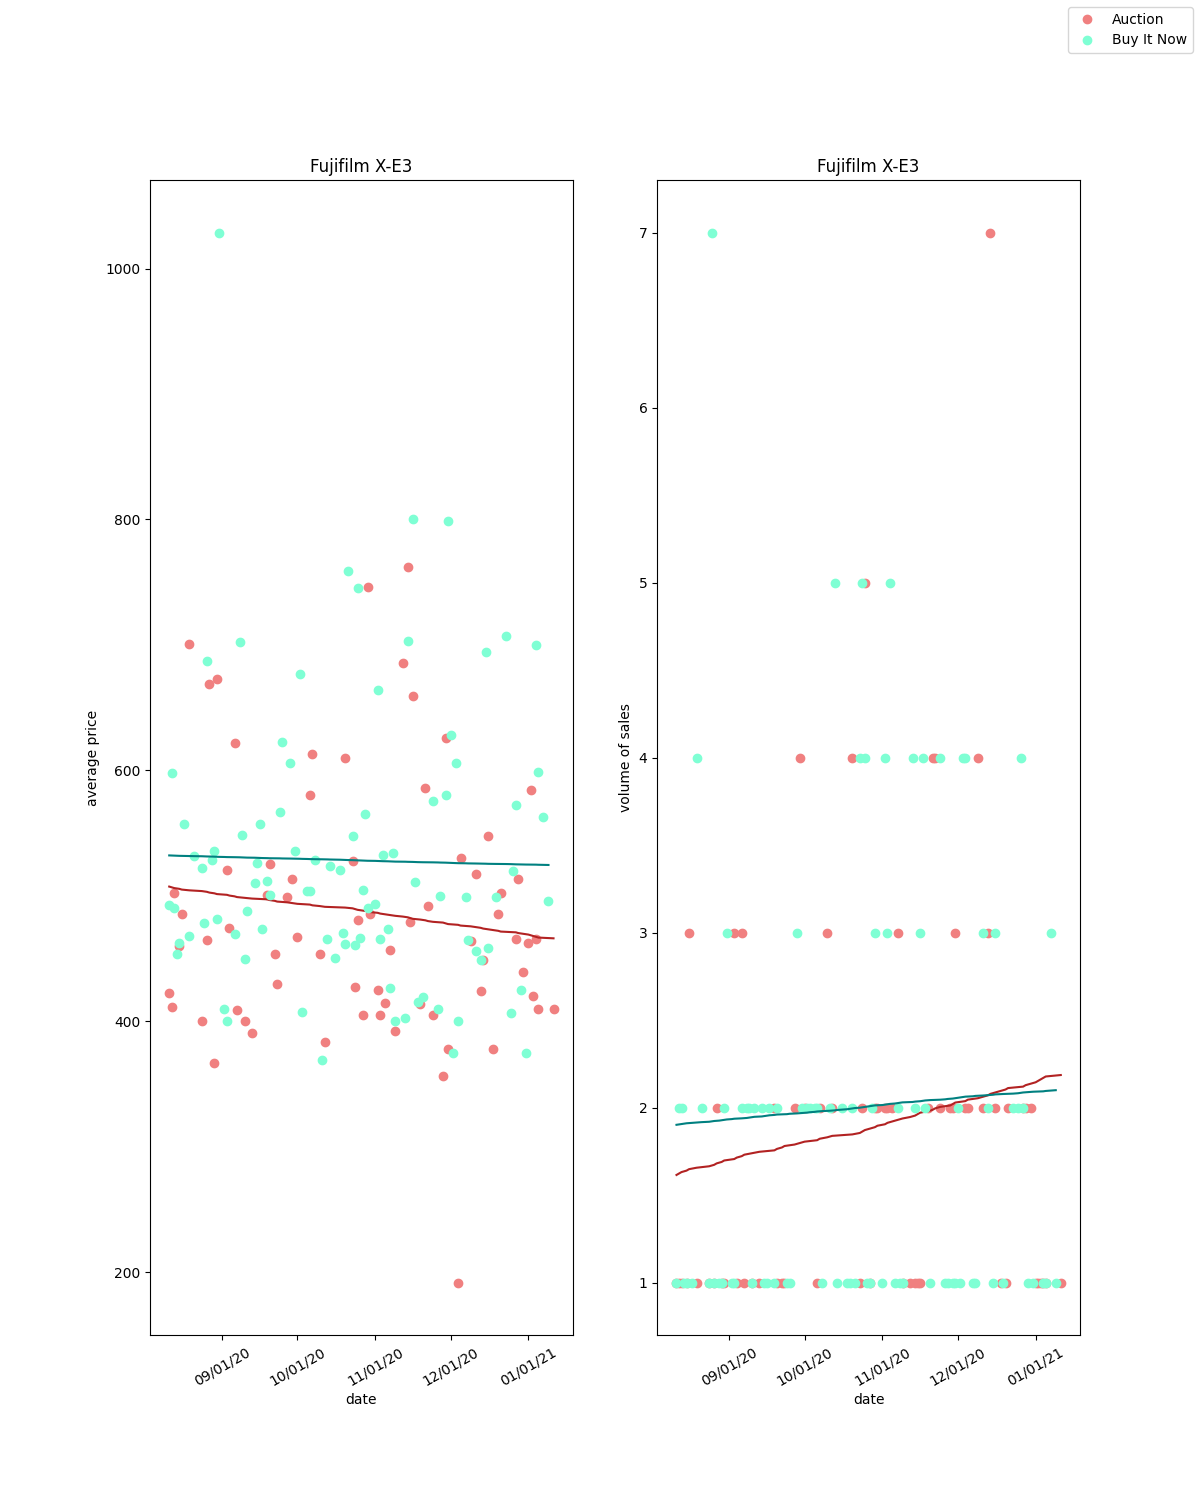 Auction
Buy It Now
Fujifilm X-E3
Fujifilm X-E3
average price
1000
800
600
400
200
09/01/20
10/01/20
11/01/20
12/01/20
01/01/21
date
volume of sales
7
6
5
4
3
2
1
09/01/20
10/01/20
11/01/20
12/01/20
01/01/21
date